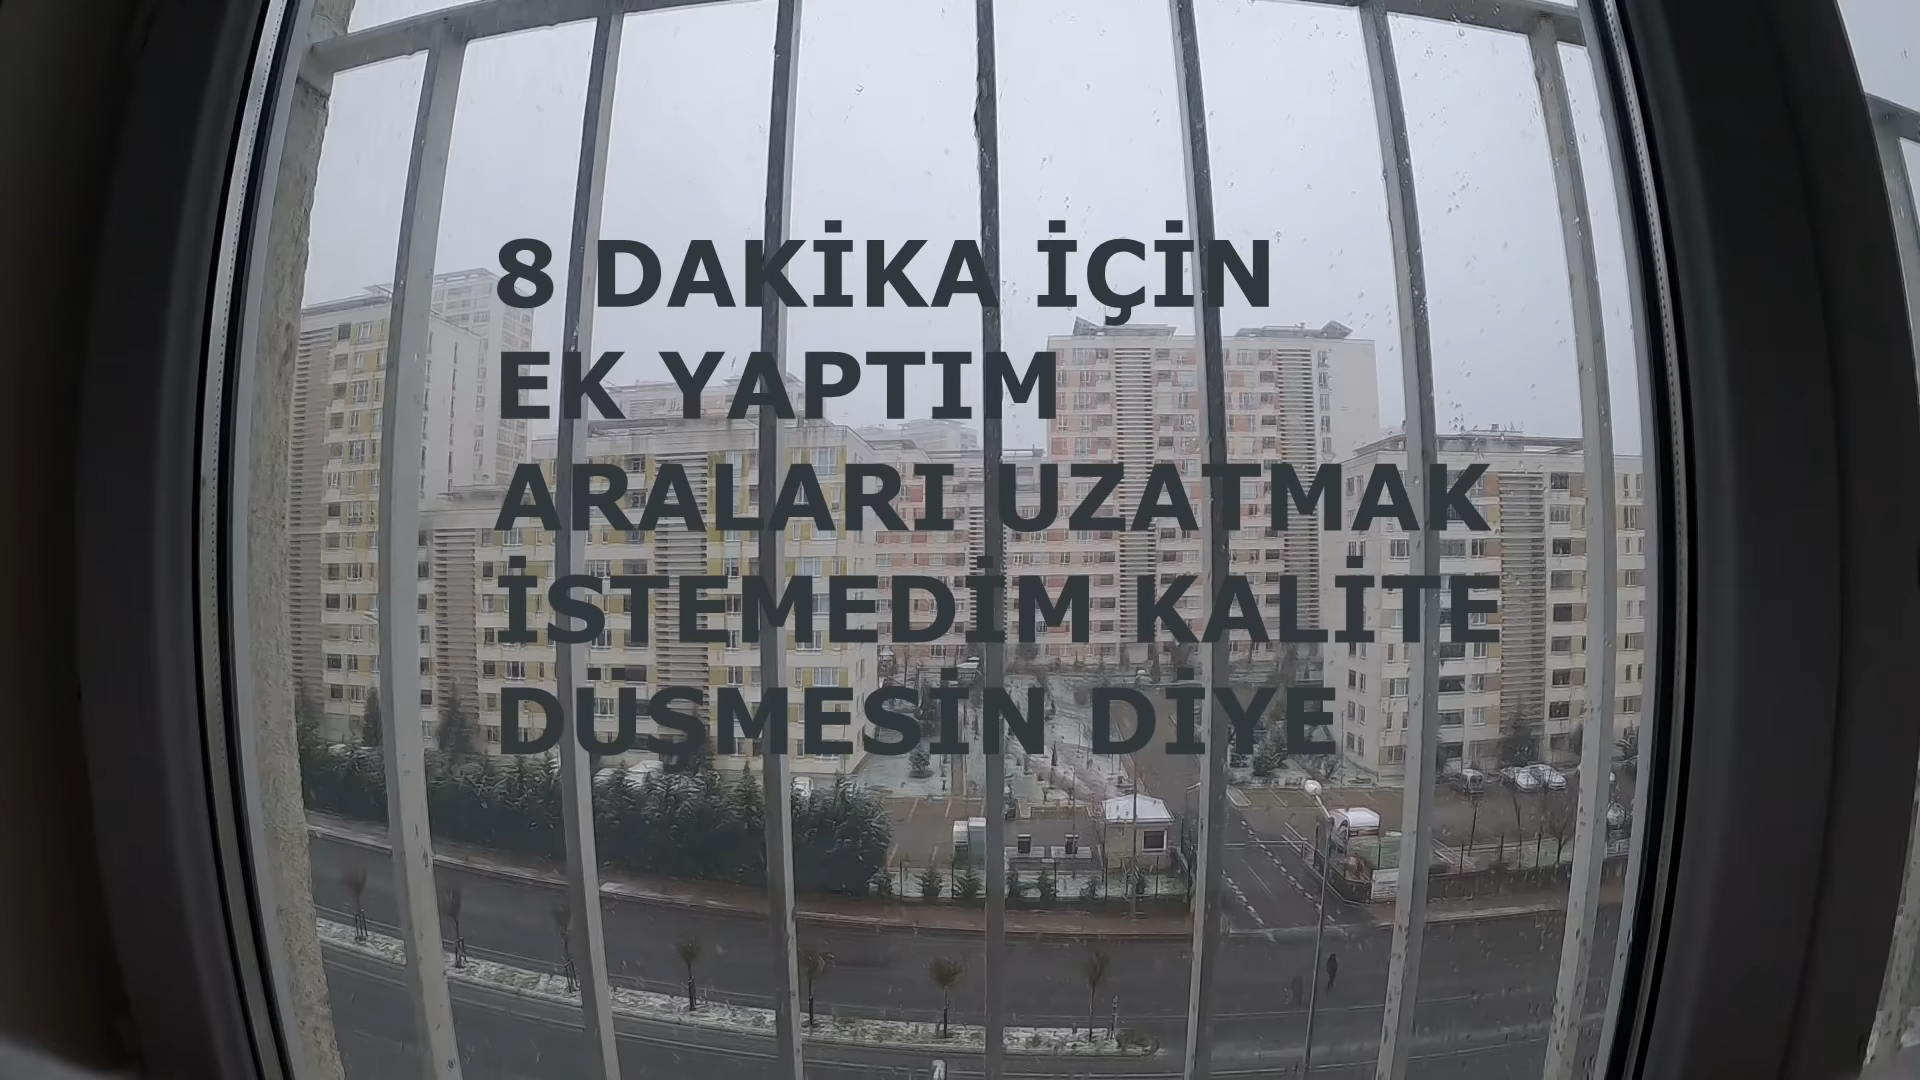 8 DAKİKA İÇİN
EK YAPTIM
ARALARI UZATMAK
İSTEMEDİM KALİTE
DÜŞMESİN DİYE